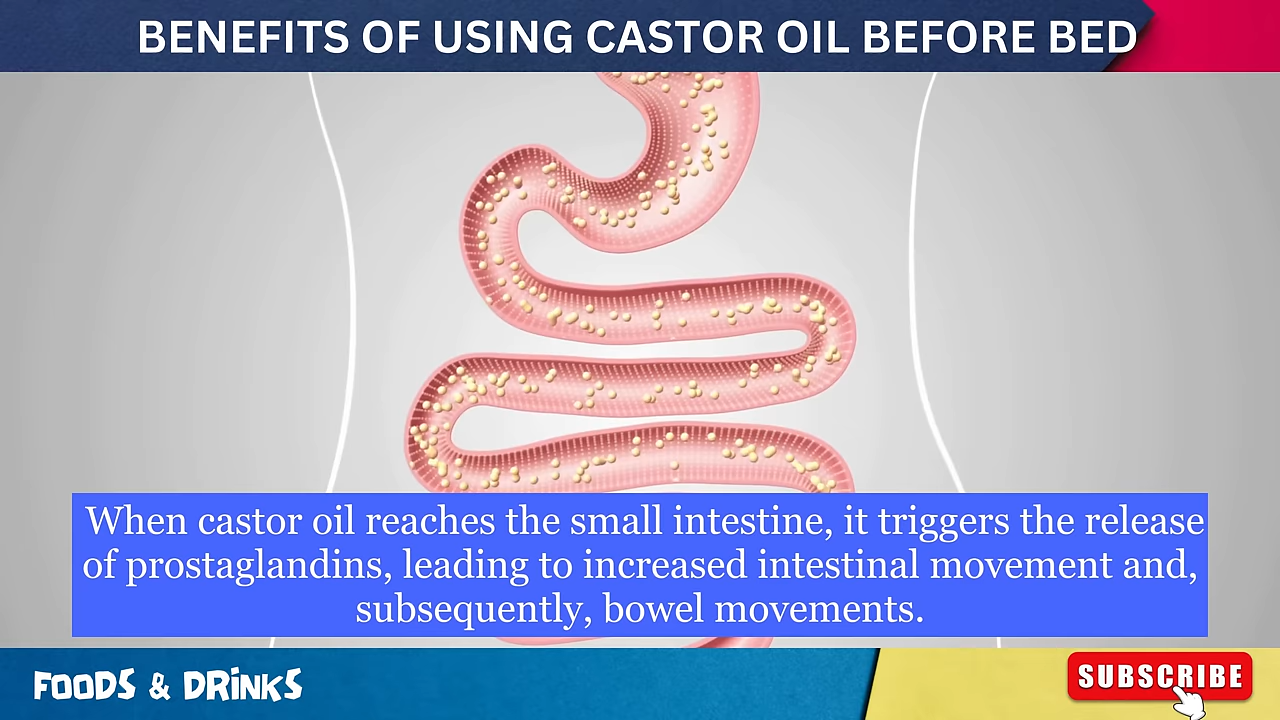 BENEFITS OF USING CASTOR OIL BEFORE BED
When castor oil reaches the small intestine, it triggers the release
of prostaglandins, leading to increased intestinal movement and,
subsequently, bowel movements.
FOODS & DRiNKS
SUBSCRIBE